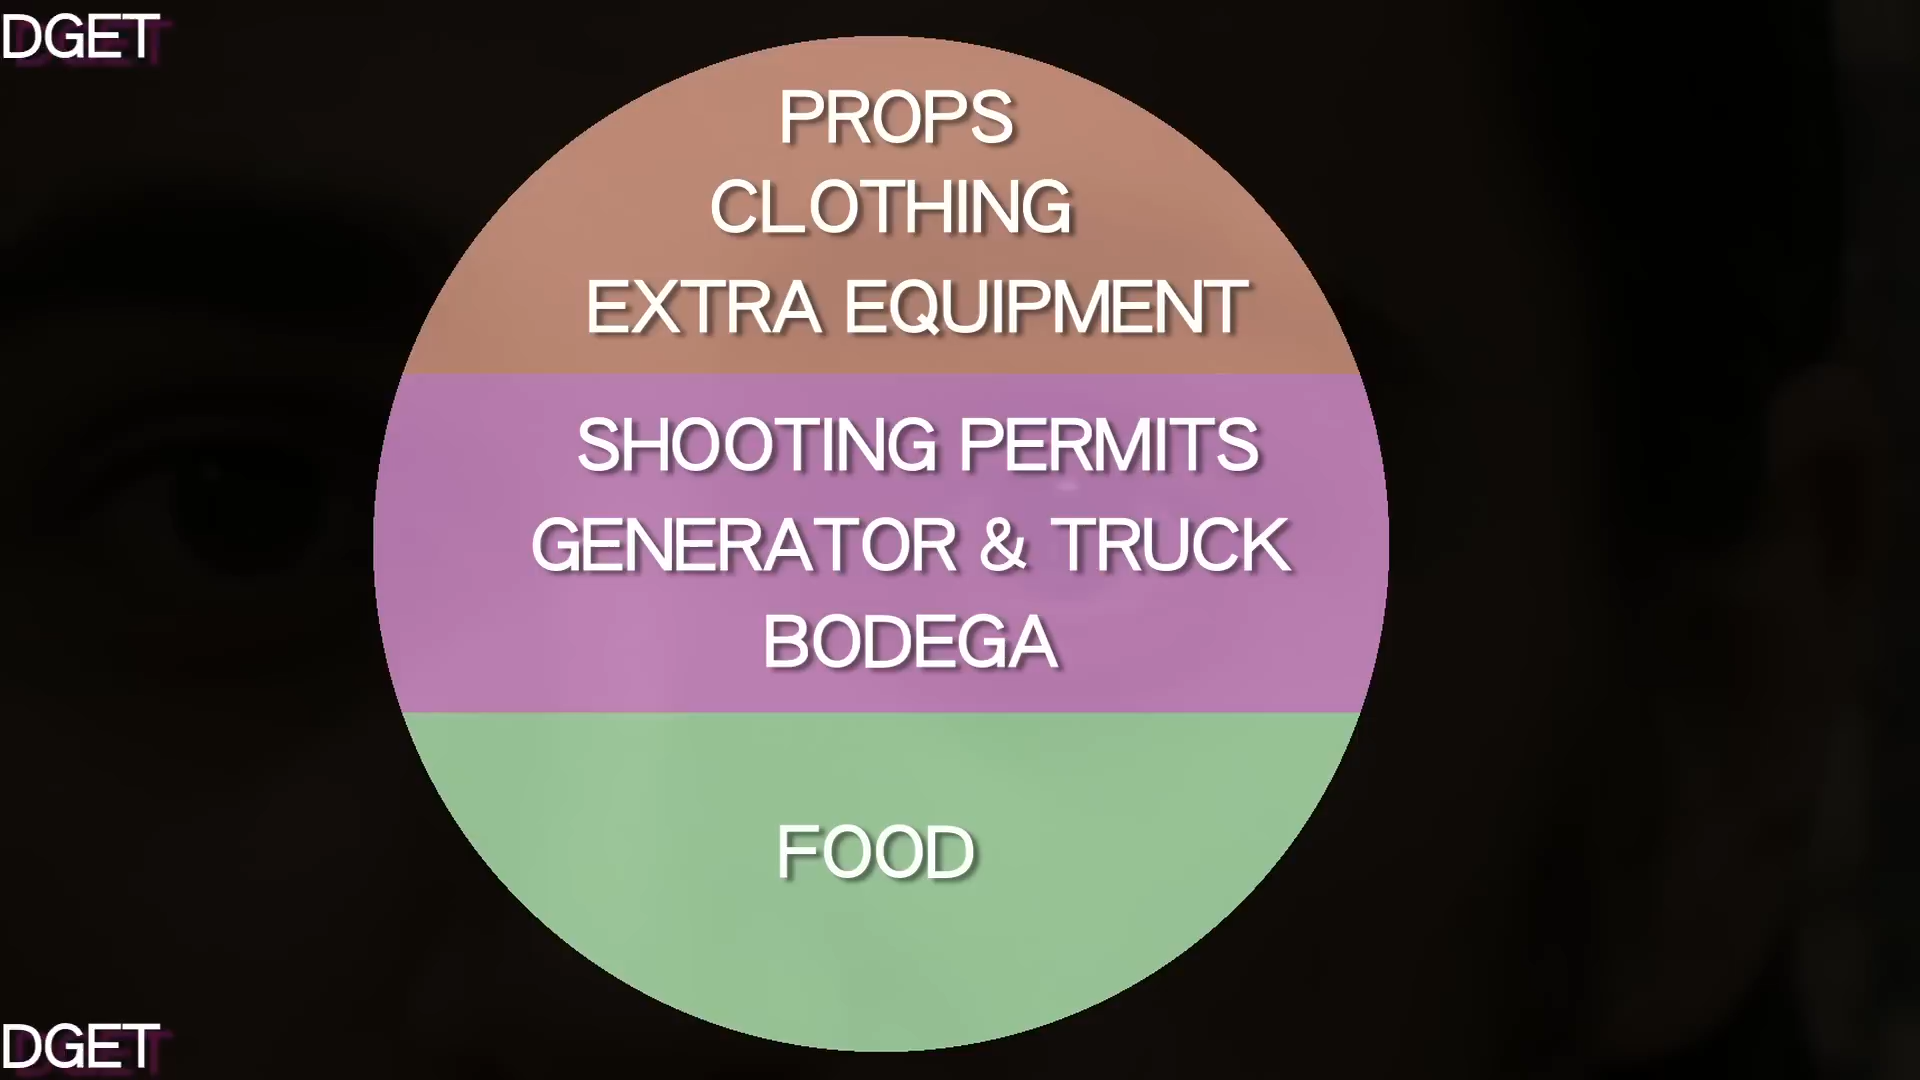 DGET
PROPS
CLOTHING
EXTRA EQUIPMENT
SHOOTING PERMITS
GENERATOR & TRUCK
BODEGA
FOOD
DGET